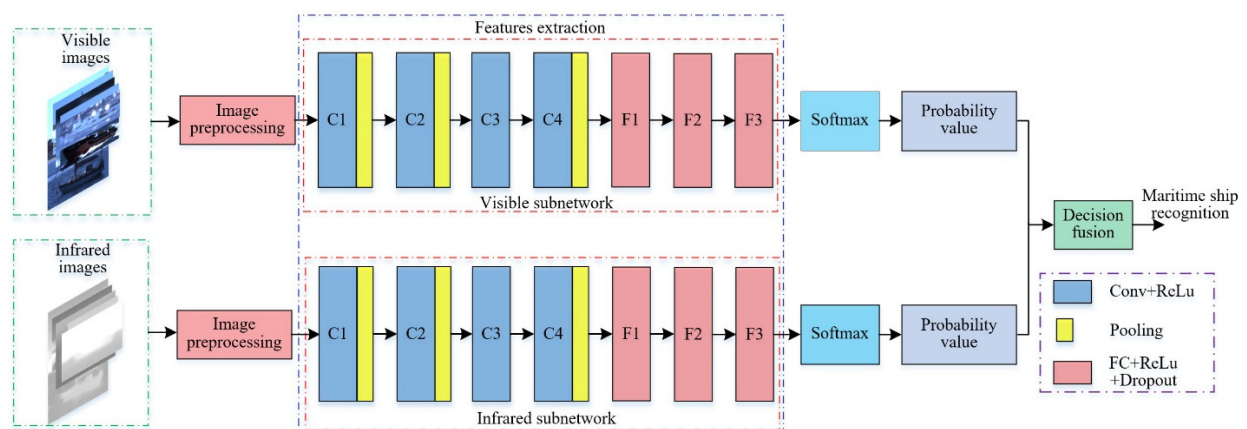 Visible
images
Image
preprocessing
Features extraction
C1
C2
C3
C4
F1
F2
F3
Visible subnetwork
Softmax
Probability
value
Infrared
images
Image
preprocessing
C1
C2
C3
C4
F1
F2
F3
Infrared subnetwork
Softmax
Probability
value
Decision
fusion
Maritime ship
recognition
Conv+ReLu
Pooling
FC+ReLu
+Dropout